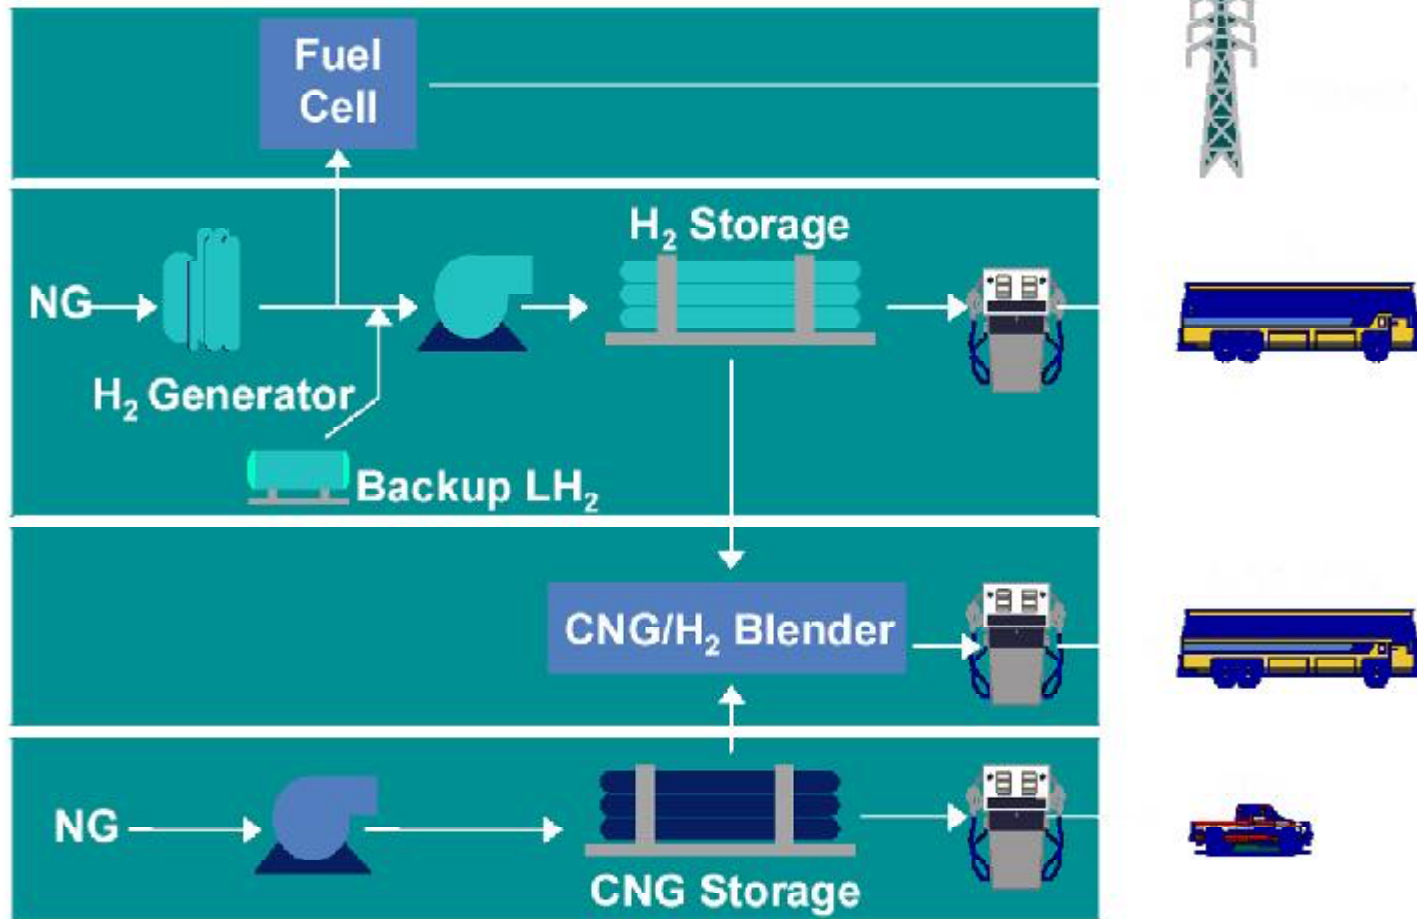 Fuel
Cell
H₂ Storage
NG
H₂ Generator
Backup LH₂
CNG/H₂ Blender
NG
CNG Storage